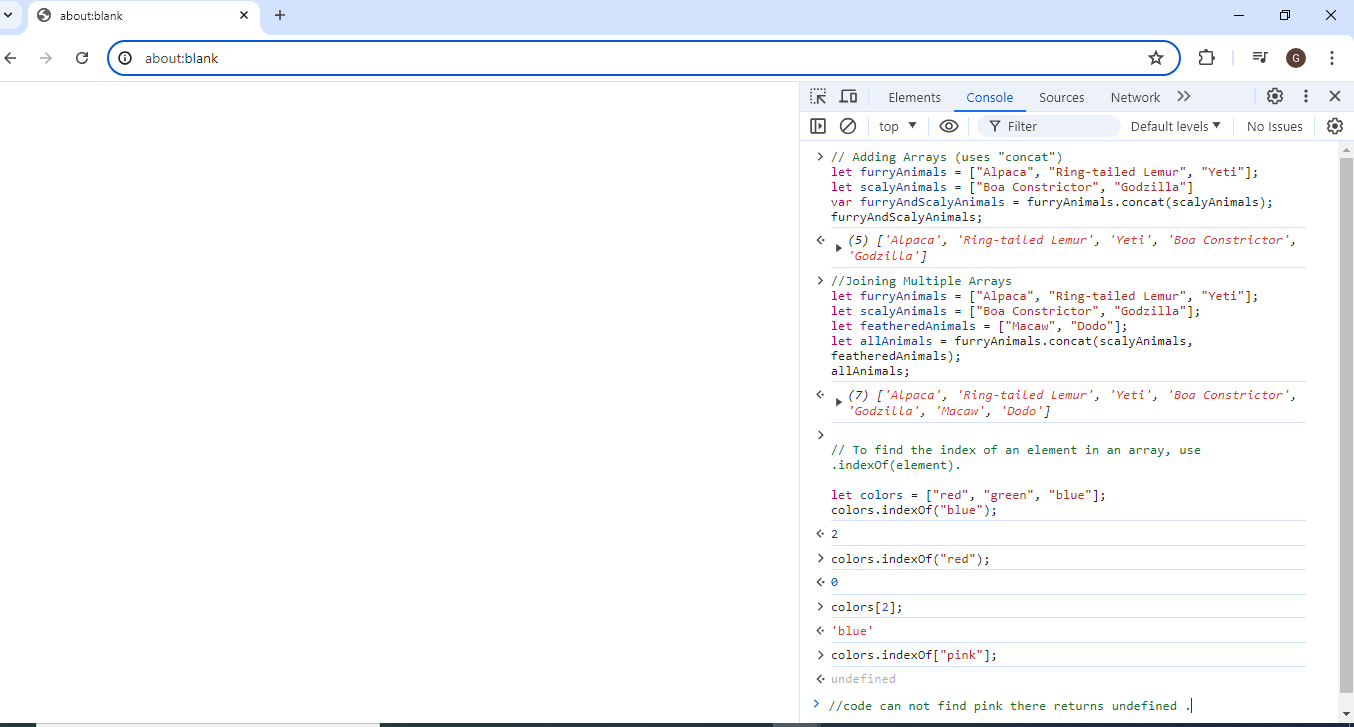 about:blank
about:blank
G
Elements Console Sources Network
top Filter Default levels No Issues
// Adding Arrays (uses "concat")
let furryAnimals = ["Alpaca", "Ring-tailed Lemur", "Yeti"];
let scalyAnimals = ["Boa Constrictor", "Godzilla"]
var furryAndScalyAnimals = furryAnimals.concat(scalyAnimals);
furryAndScalyAnimals;
(5) ['Alpaca', 'Ring-tailed Lemur', 'Yeti', 'Boa Constrictor',
'Godzilla']
//Joining Multiple Arrays
let furryAnimals = ["Alpaca", "Ring-tailed Lemur", "Yeti"];
let scalyAnimals = ["Boa Constrictor", "Godzilla"];
let featheredAnimals = ["Macaw", "Dodo"];
let allAnimals = furryAnimals.concat(scalyAnimals,
featheredAnimals);
allAnimals;
(7) ['Alpaca', 'Ring-tailed Lemur', 'Yeti', 'Boa Constrictor',
'Godzilla', 'Macaw', 'Dodo']
// To find the index of an element in an array, use
.indexOf(element).
let colors = ["red", "green", "blue"];
colors.indexOf("blue");
2
colors.indexOf("red");
0
colors[2];
'blue'
colors.indexOf["pink"];
undefined
//code can not find pink there returns undefined .